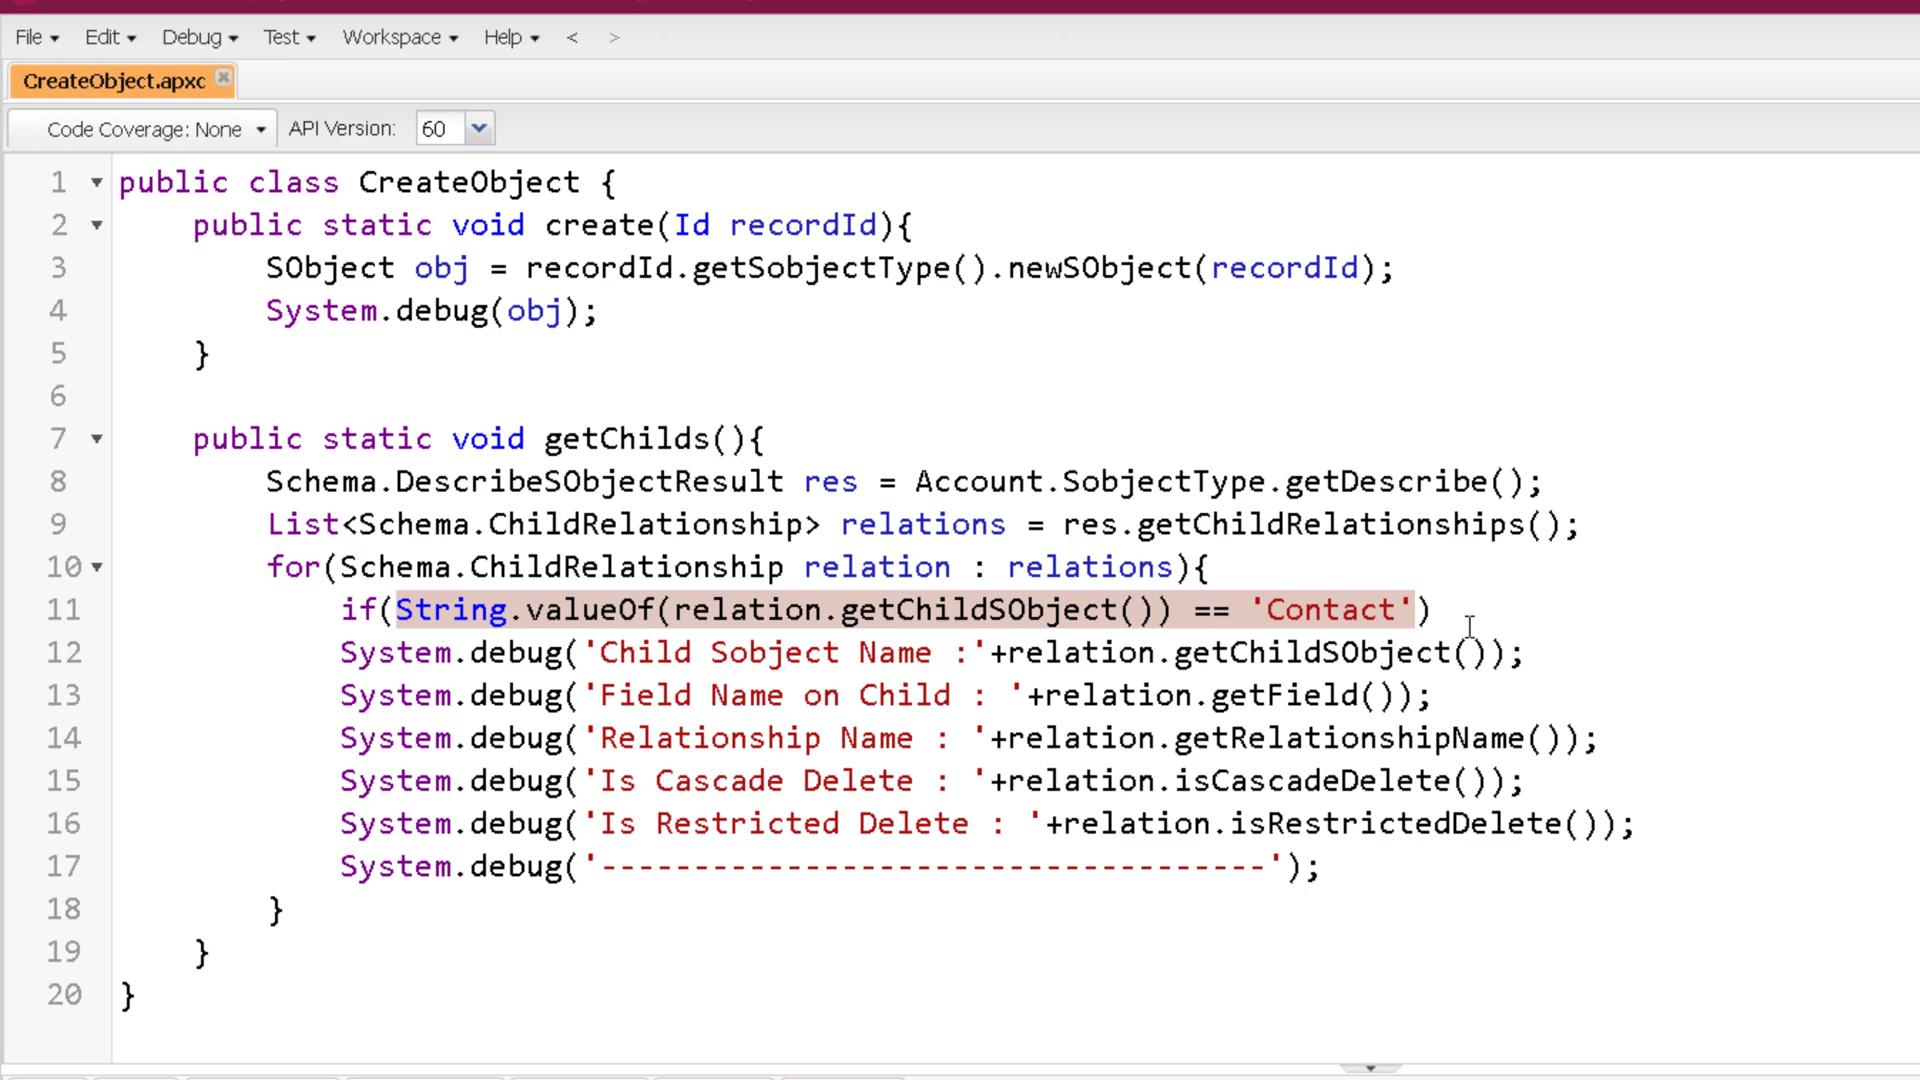 File Edit Debug Test Workspace Help < >
CreateObject.apxc
Code Coverage: None API Version: 60
1 public class CreateObject {
2 public static void create(Id recordId){
3 SObject obj = recordId.getSobjectType().newSObject(recordId);
4 System.debug(obj);
5 }
6
7 public static void getChilds(){
8 Schema.DescribeSObjectResult res = Account.SobjectType.getDescribe();
9 List<Schema.ChildRelationship> relations = res.getChildRelationships();
10 for(Schema.ChildRelationship relation : relations){
11 if(String.valueOf(relation.getChildSObject()) == 'Contact')
12 System.debug('Child Sobject Name :'+relation.getChildSObject());
13 System.debug('Field Name on Child : '+relation.getField());
14 System.debug('Relationship Name : '+relation.getRelationshipName());
15 System.debug('Is Cascade Delete : '+relation.isCascadeDelete());
16 System.debug('Is Restricted Delete : '+relation.isRestrictedDelete());
17 System.debug('------------------------------------');
18 }
19 }
20 }